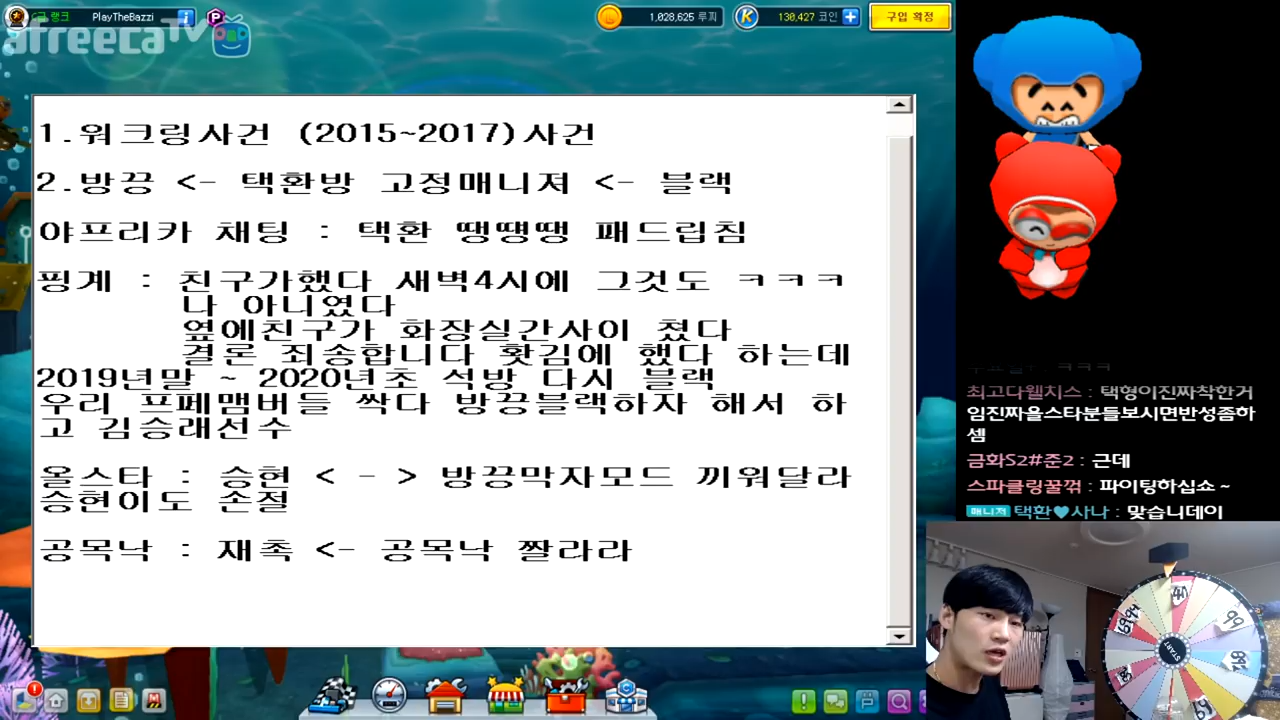 랭크 PlayTheBazzi
1,028,625 루찌
130,427 코인
구입 확정
afreecaTV
1.워크링사건 (2015~2017)사건
2.방끙 <- 택환방 고정매니져 <- 블랙
아프리카 채팅 : 택환 땡떙땡 패드립침
핑계 : 친구가했다 새벽4시에 그것도 ㅋㅋㅋ
나 아니였다
옆에친구가 화장실간사이 쳤다
결론 죄송합니다 홧김에 했다 하는데
2019년말 ~ 2020년초 석방 다시 블랙
우리 프페맴버들 싹다 방끙블랙하자 해서 하
고 김승래선수
올스타 : 승현 < - > 방끙막자모드 끼워달라
승현이도 손절
공목낙 : 재촉 <- 공목낙 짤라라
ㅋㅋㅋ
최고다웰치스 : 택형이진짜착한거
임진짜올스타분들보시면반성좀하
셈
금화S2#준2 : 근데
스파클링꿀꺾 : 파이팅하십쇼 ~
매니저 택환♥사나 : 맞습니데이
START